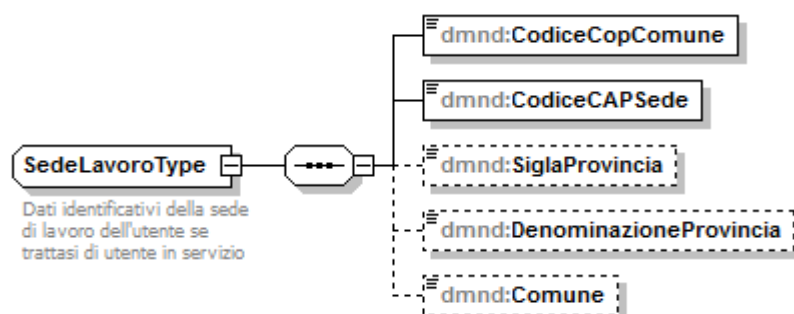 dmnd:CodiceCopComune
dmnd:CodiceCAPSede
SedeLavoroType
dmnd:SiglaProvincia
Dati identificativi della sede
di lavoro dell'utente se
trattasi di utente in servizio
dmnd:DenominazioneProvincia
dmnd:Comune